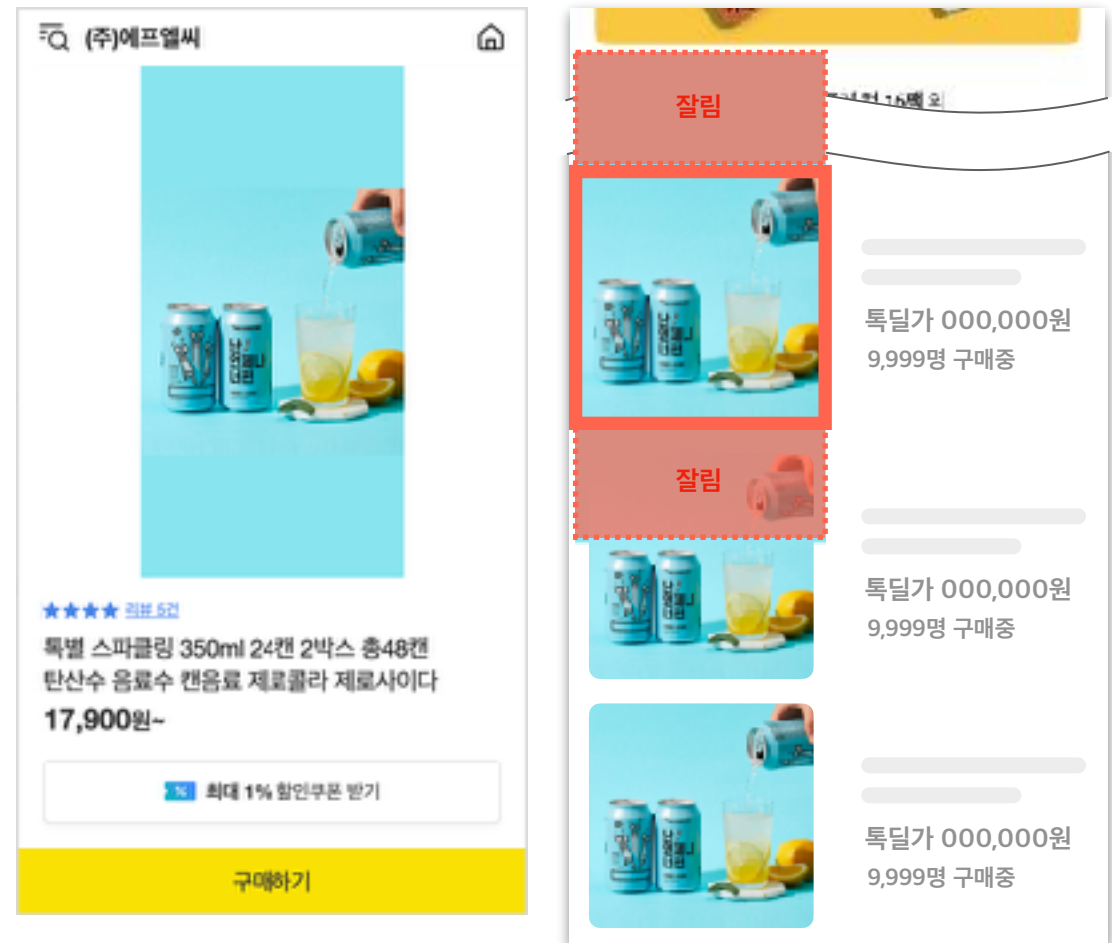 (주)에프엘씨
리뷰 5건
특별 스파클링 350ml 24캔 2박스 총48캔
탄산수 음료수 캔음료 제로콜라 제로사이다
17,900원~
최대 1% 할인쿠폰 받기
구매하기
잘림
톡딜가 000,000원
9,999명 구매중
잘림
톡딜가 000,000원
9,999명 구매중
톡딜가 000,000원
9,999명 구매중